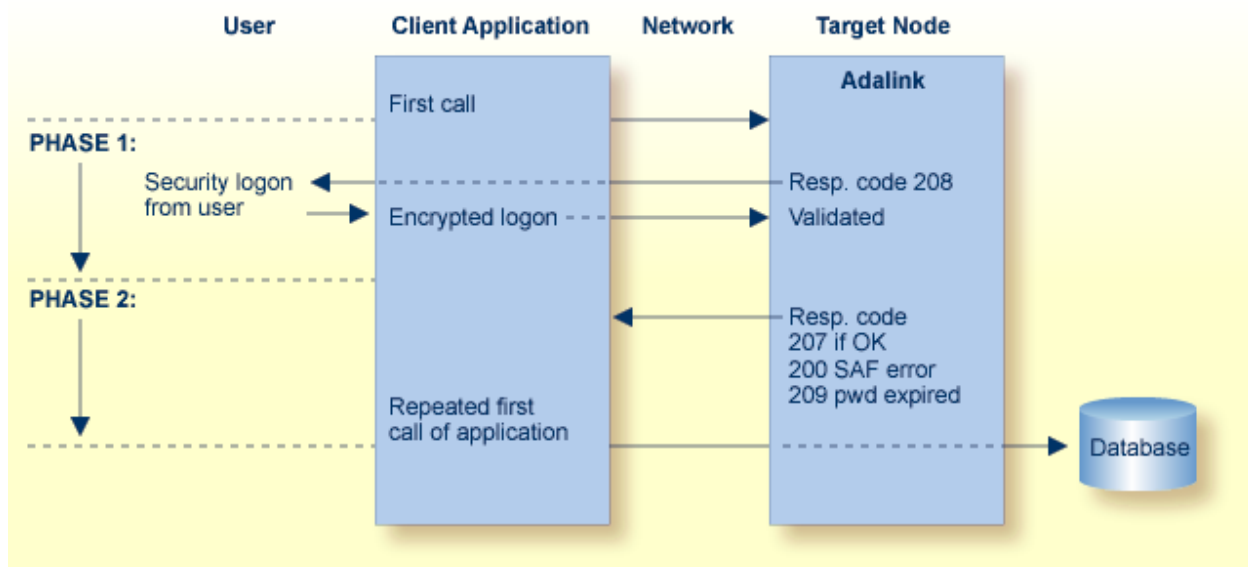 User
Client Application
Network
Target Node
Adalink
First call
PHASE 1:
Security logon
from user
Resp. code 208
Encrypted logon
Validated
PHASE 2:
Resp. code
207 if OK
200 SAF error
209 pwd expired
Repeated first
call of application
Database